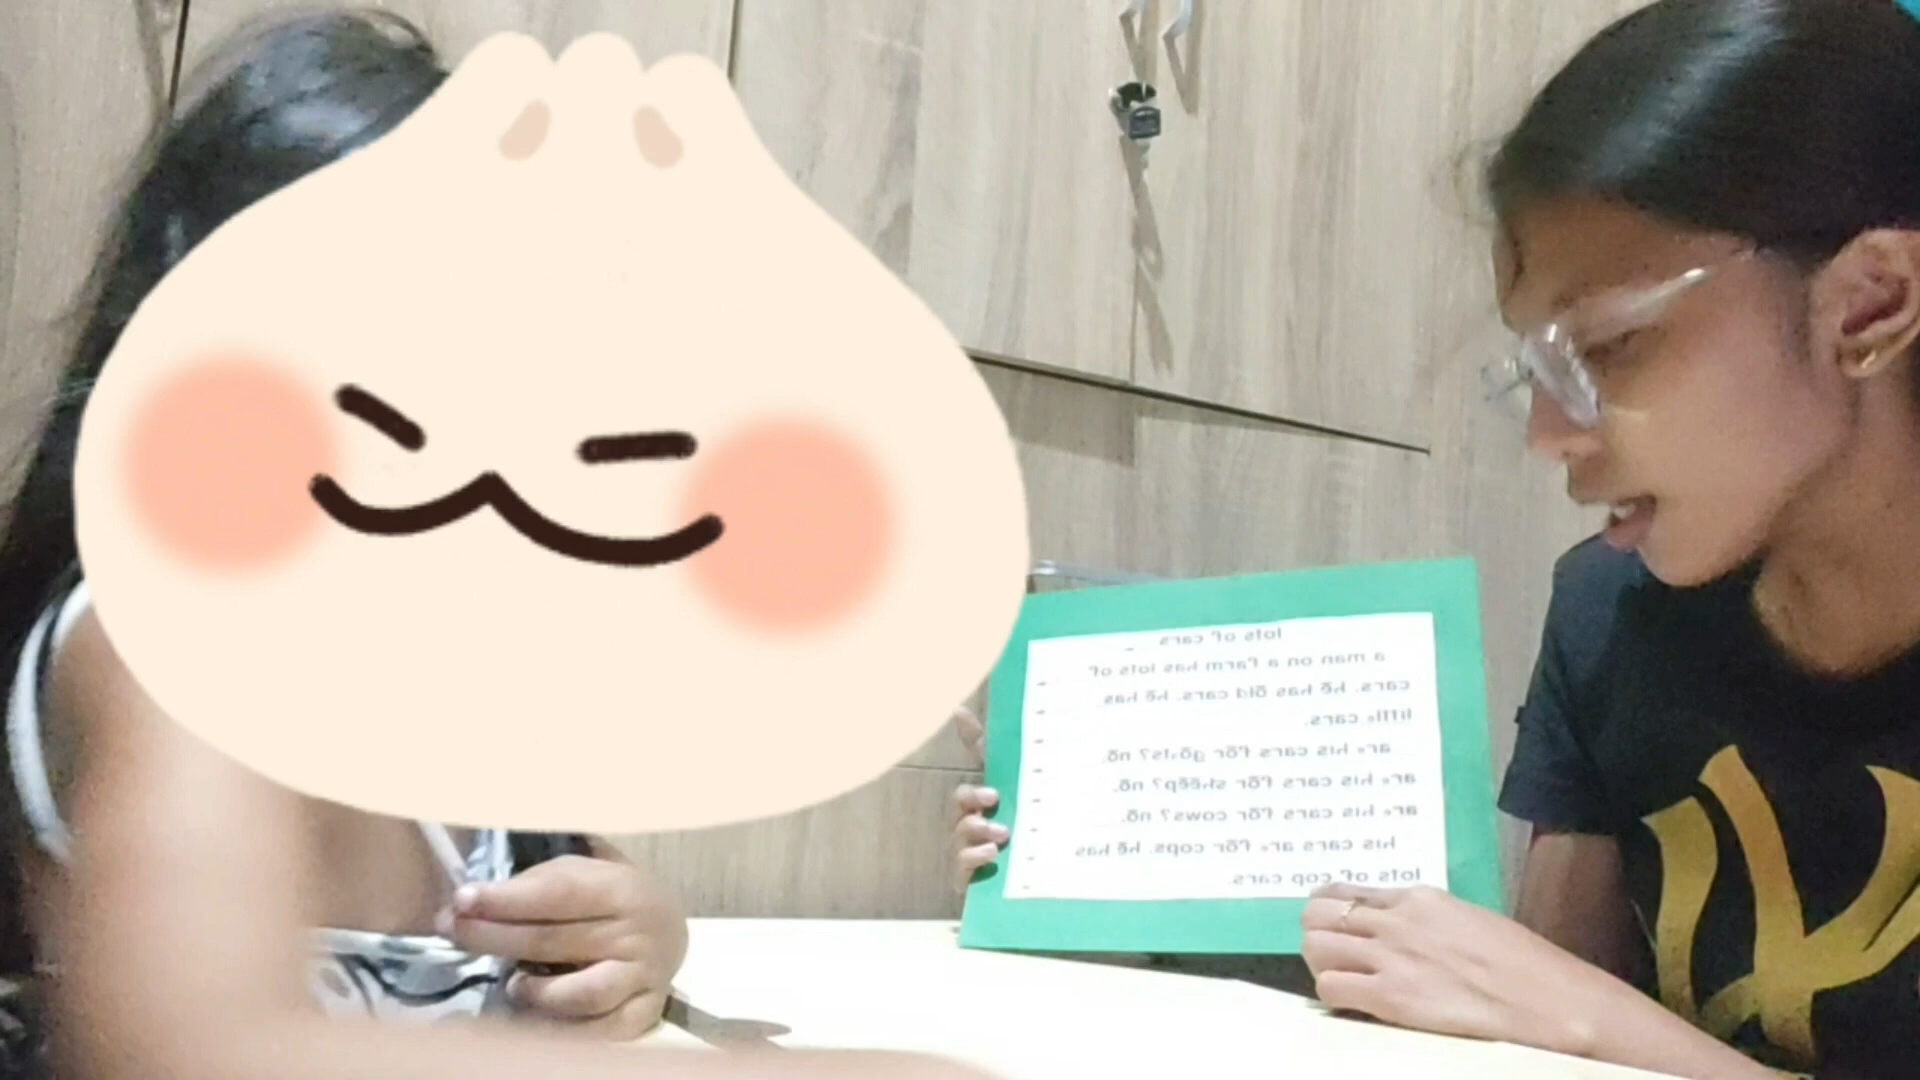 lots of cars
a man on a farm has lots of
cars. hē has ōld cars. hē has
little cars.
are his cars fōr gōats? nō.
are his cars fōr shēēp? nō.
are his cars fōr cows? nō.
his cars are fōr cops. hē has
lots of cop cars.